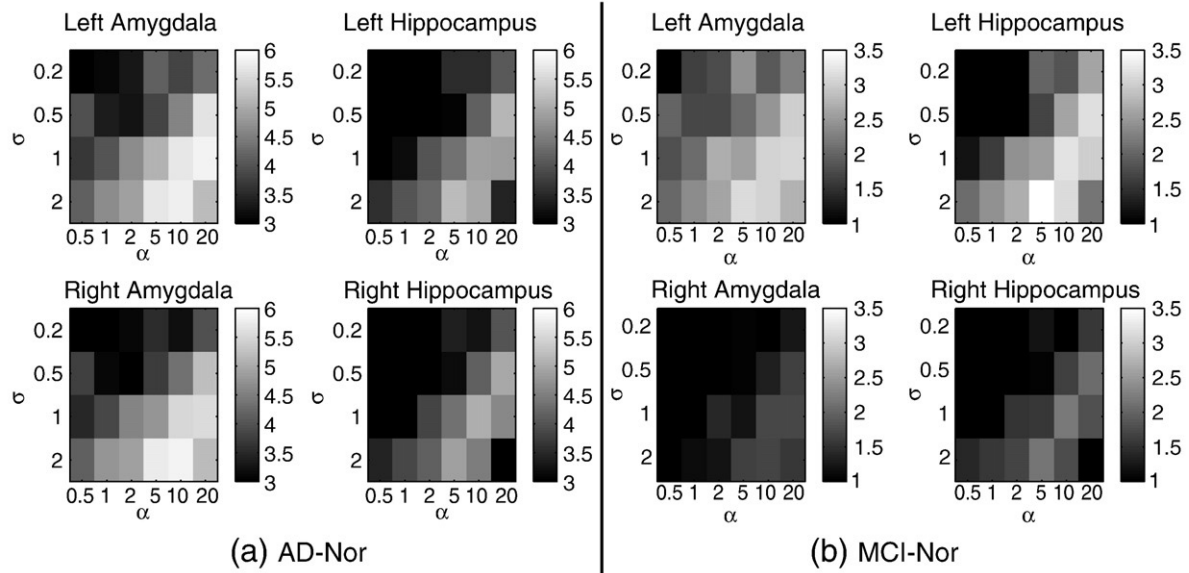 Left Amygdala
σ
0.2
0.5
1
2
0.5 1 2 5 10 20
α
6
5.5
5
4.5
4
3.5
3
Left Hippocampus
σ
0.2
0.5
1
2
0.5 1 2 5 10 20
α
6
5.5
5
4.5
4
3.5
3
Right Amygdala
σ
0.2
0.5
1
2
0.5 1 2 5 10 20
α
6
5.5
5
4.5
4
3.5
3
Right Hippocampus
σ
0.2
0.5
1
2
0.5 1 2 5 10 20
α
6
5.5
5
4.5
4
3.5
3
(a) AD-Nor
Left Amygdala
σ
0.2
0.5
1
2
0.5 1 2 5 10 20
α
3.5
3
2.5
2
1.5
1
Left Hippocampus
σ
0.2
0.5
1
2
0.5 1 2 5 10 20
α
3.5
3
2.5
2
1.5
1
Right Amygdala
σ
0.2
0.5
1
2
0.5 1 2 5 10 20
α
3.5
3
2.5
2
1.5
1
Right Hippocampus
σ
0.2
0.5
1
2
0.5 1 2 5 10 20
α
3.5
3
2.5
2
1.5
1
(b) MCI-Nor